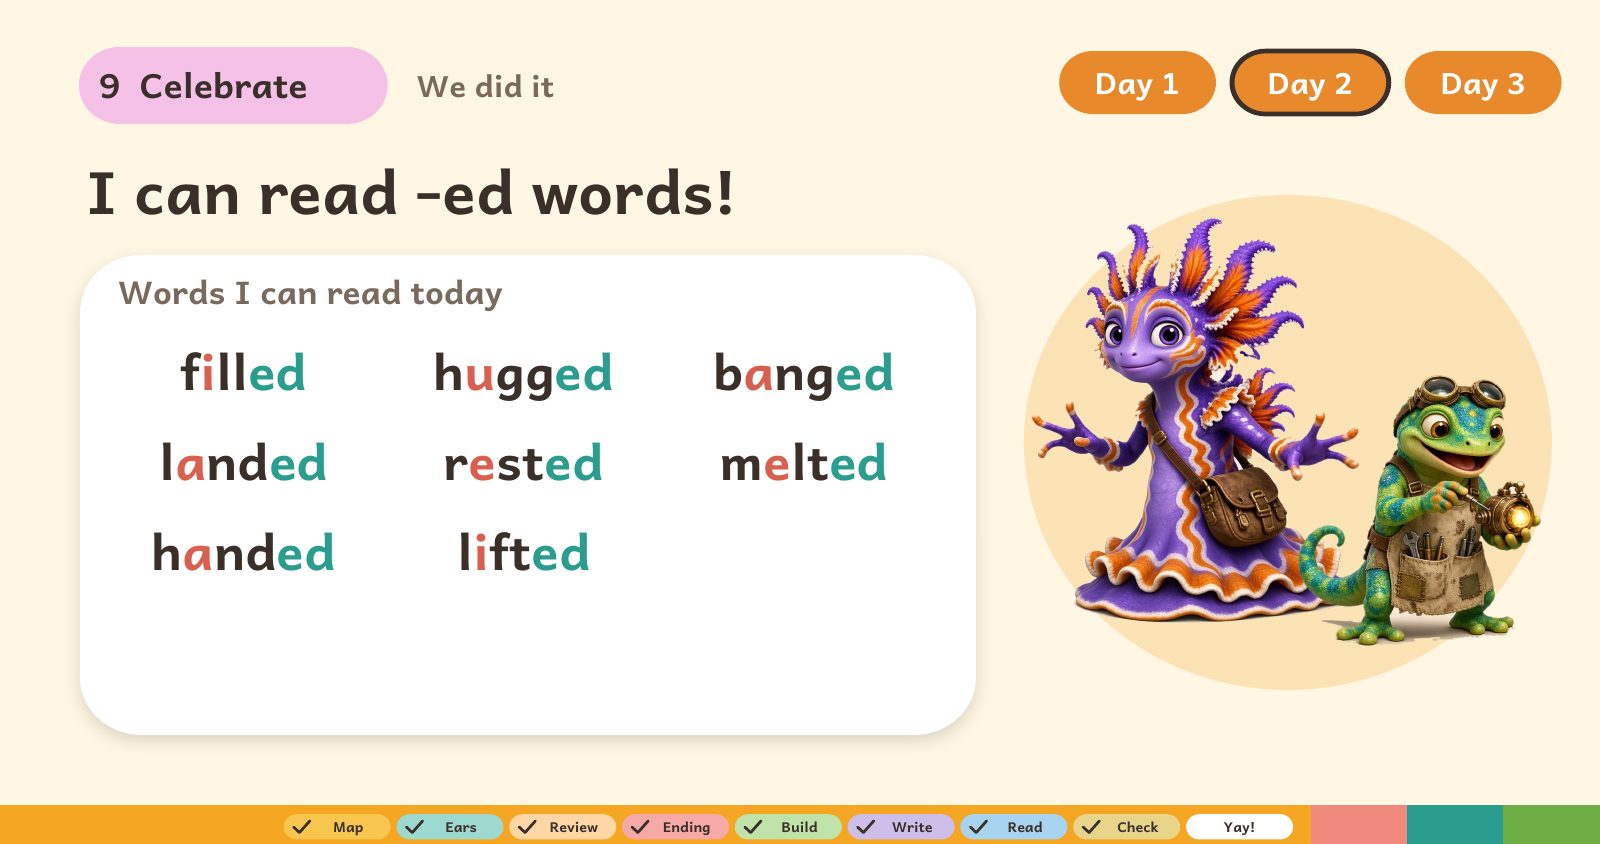 9 Celebrate
We did it
Day 1 Day 2 Day 3
I can read -ed words!
Words I can read today
filled hugged banged
landed rested melted
handed lifted
Map Ears Review Ending Build Write Read Check Yay!